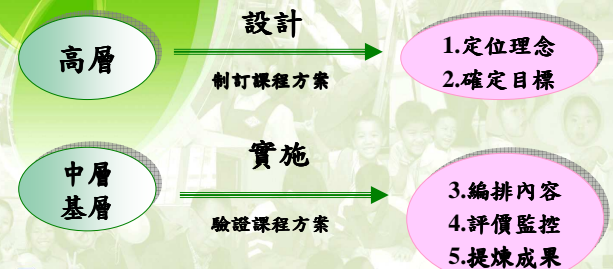 設計
高層
制訂課程方案
1.定位理念
2.確定目標
實施
中層
基層
驗證課程方案
3.編排內容
4.評價監控
5.提煉成果